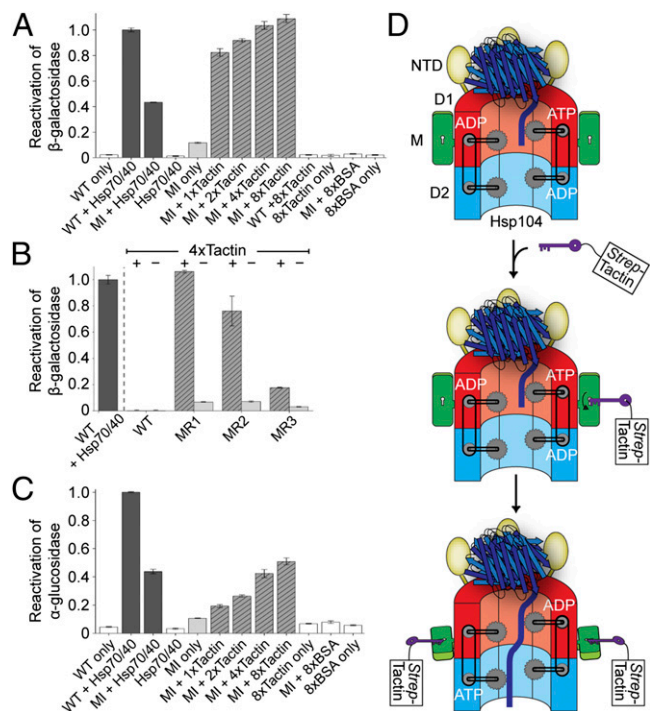 A
Reactivation of
β-galactosidase
1.0
0.8
0.6
0.4
0.2
0
WT only
WT + Hsp70/40
MI + Hsp70/40
Hsp70/40
MI only
MI + 1xTactin
MI + 2xTactin
MI + 4xTactin
MI + 8xTactin
WT +8xTactin
8xTactin only
MI + 8xBSA
8xBSA only
B
4xTactin
+ − + − + − + −
Reactivation of
β-galactosidase
1.0
0.8
0.6
0.4
0.2
0
WT
+ Hsp70/40
WT
MR1
MR2
MR3
C
Reactivation of
α-glucosidase
1.0
0.8
0.6
0.4
0.2
0
WT only
WT + Hsp70/40
MI + Hsp70/40
Hsp70/40
MI only
MI + 1xTactin
MI + 2xTactin
MI + 4xTactin
MI + 8xTactin
8xTactin only
MI + 8xBSA
8xBSA only
D
NTD
D1
ADP
ATP
M
D2
ADP
Hsp104
Strep-
Tactin
ADP
ADP
Strep-
Tactin
ADP
ATP
Strep-
Tactin
Strep-
Tactin